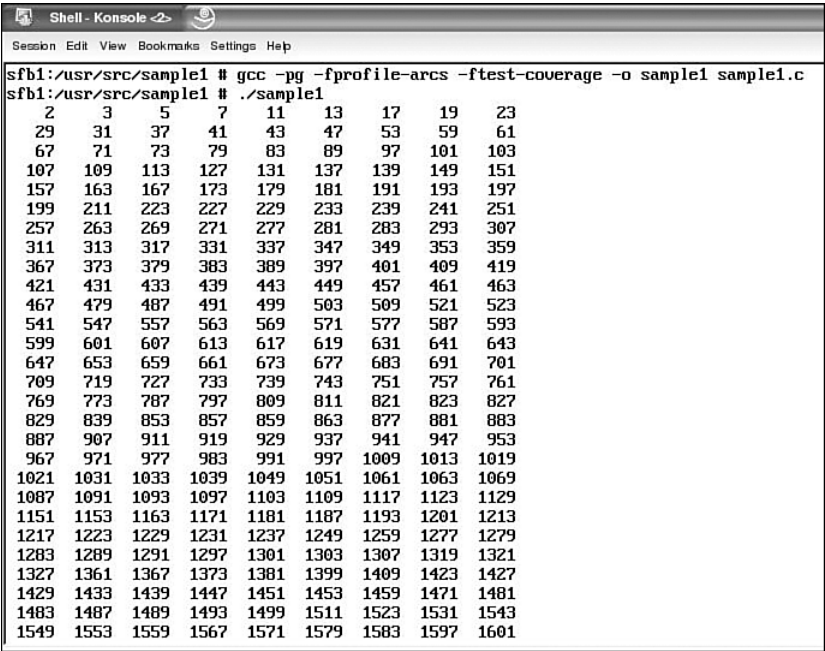 Shell - Konsole <2>
Session Edit View Bookmarks Settings Help
sfb1:/usr/src/sample1 # gcc -pg -fprofile-arcs -ftest-coverage -o sample1 sample1.c
sfb1:/usr/src/sample1 # ./sample1
2 3 5 7 11 13 17 19 23
29 31 37 41 43 47 53 59 61
67 71 73 79 83 89 97 101 103
107 109 113 127 131 137 139 149 151
157 163 167 173 179 181 191 193 197
199 211 223 227 229 233 239 241 251
257 263 269 271 277 281 283 293 307
311 313 317 331 337 347 349 353 359
367 373 379 383 389 397 401 409 419
421 431 433 439 443 449 457 461 463
467 479 487 491 499 503 509 521 523
541 547 557 563 569 571 577 587 593
599 601 607 613 617 619 631 641 643
647 653 659 661 673 677 683 691 701
709 719 727 733 739 743 751 757 761
769 773 787 797 809 811 821 823 827
829 839 853 857 859 863 877 881 883
887 907 911 919 929 937 941 947 953
967 971 977 983 991 997 1009 1013 1019
1021 1031 1033 1039 1049 1051 1061 1063 1069
1087 1091 1093 1097 1103 1109 1117 1123 1129
1151 1153 1163 1171 1181 1187 1193 1201 1213
1217 1223 1229 1231 1237 1249 1259 1277 1279
1283 1289 1291 1297 1301 1303 1307 1319 1321
1327 1361 1367 1373 1381 1399 1409 1423 1427
1429 1433 1439 1447 1451 1453 1459 1471 1481
1483 1487 1489 1493 1499 1511 1523 1531 1543
1549 1553 1559 1567 1571 1579 1583 1597 1601